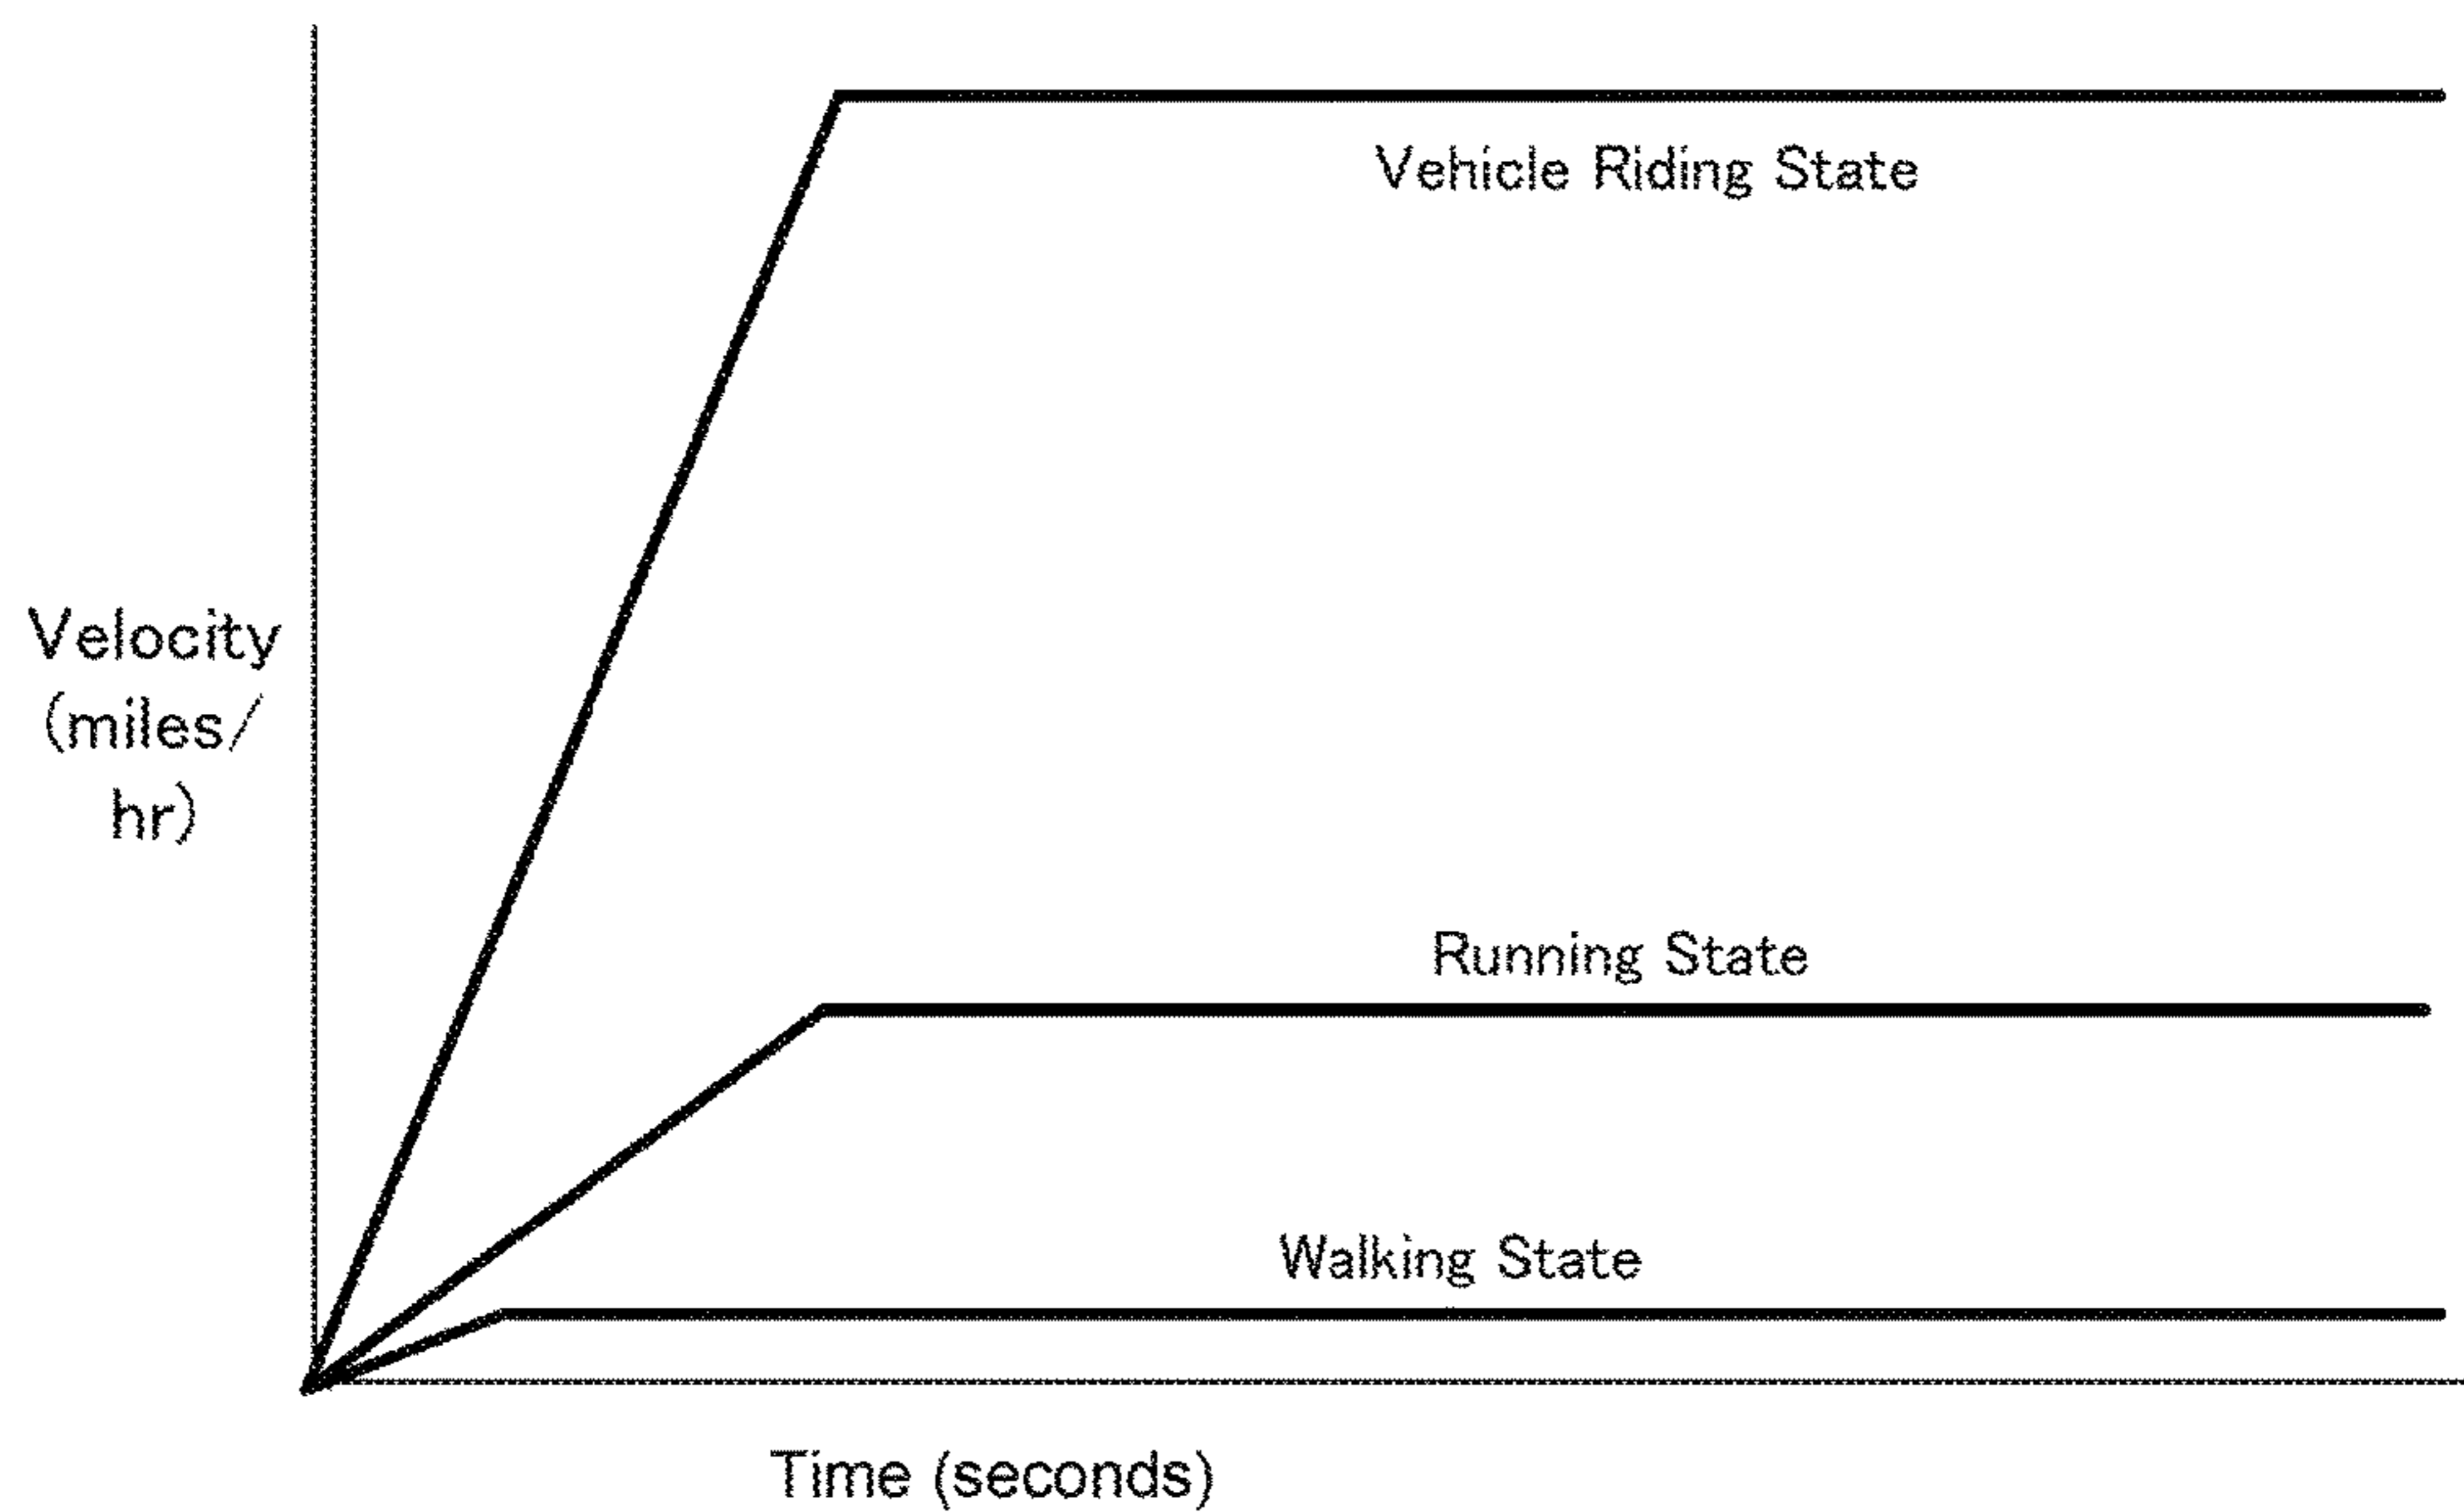 Vehicle Riding State
Velocity
(miles/
hr)
Running State
Walking State
Time (seconds)